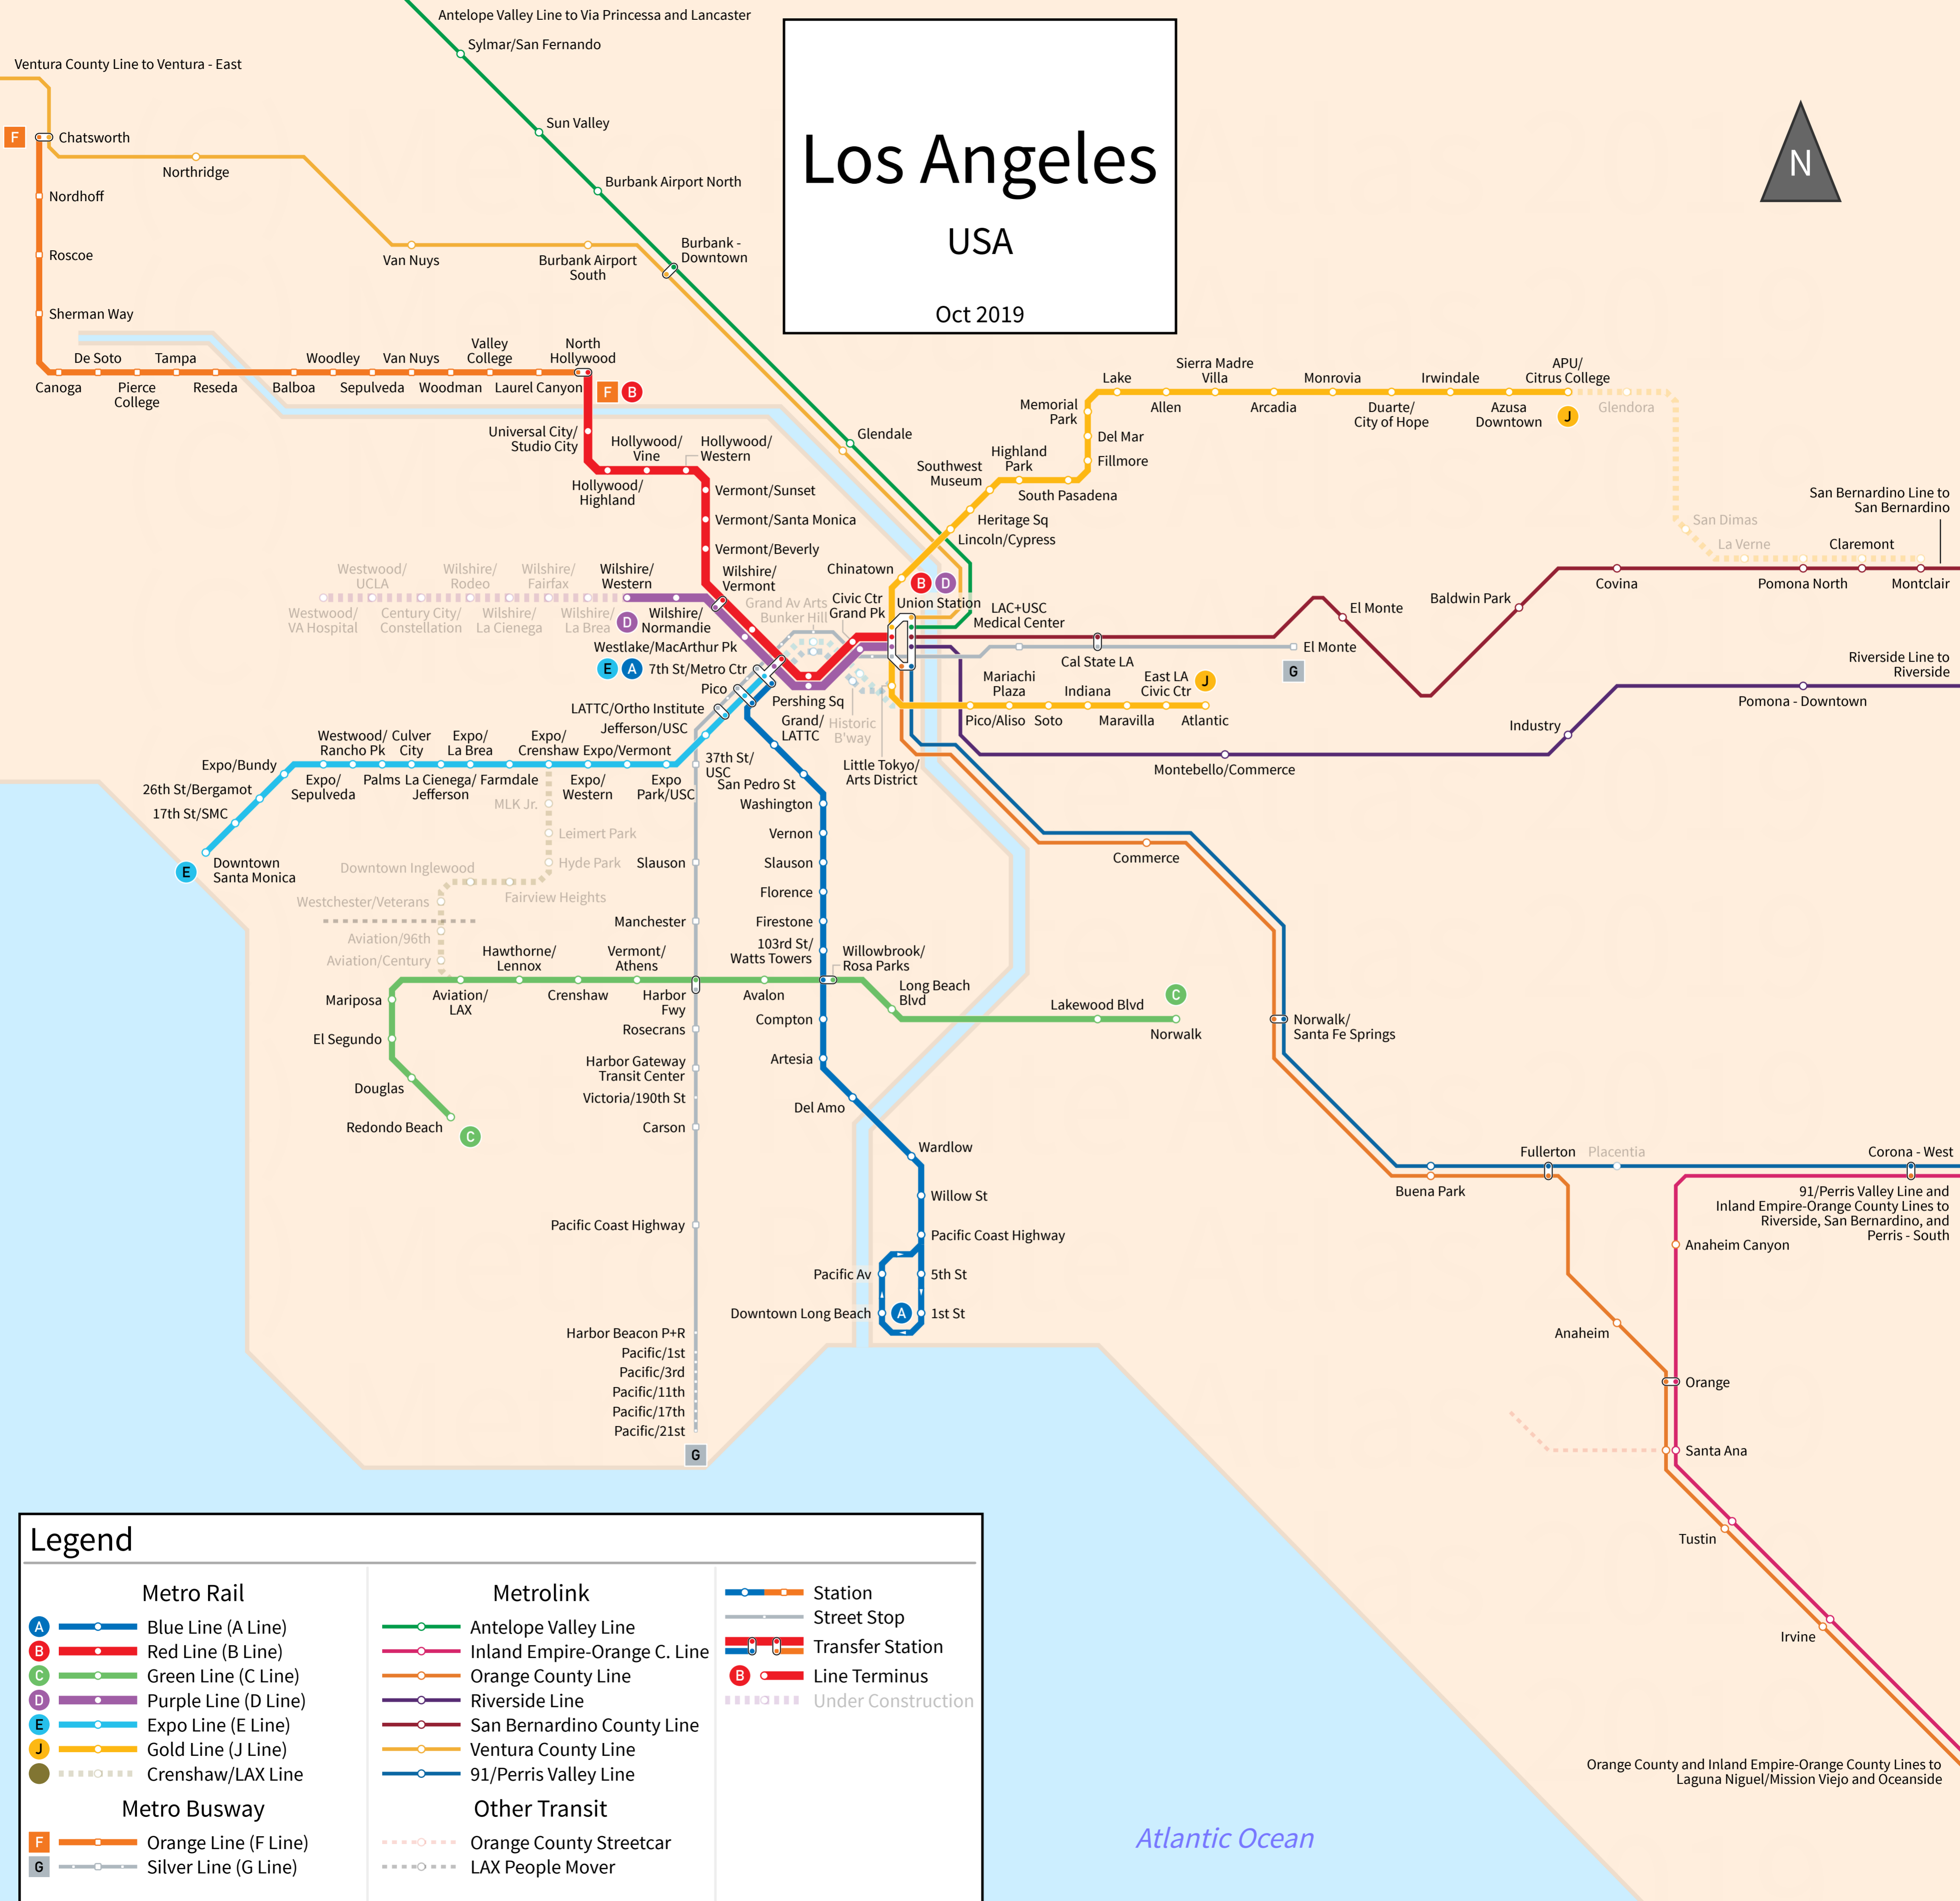 Antelope Valley Line to Via Princessa and Lancaster
Sylmar/San Fernando
Ventura County Line to Ventura - East
Los Angeles
USA
Oct 2019
N
Sun Valley
F
Chatsworth
Northridge
Burbank Airport North
Nordhoff
Burbank -
Downtown
Van Nuys
Burbank Airport
South
Roscoe
Sherman Way
De Soto
Tampa
Woodley
Van Nuys
Valley
College
North
Hollywood
Canoga
Pierce
College
Reseda
Balboa
Sepulveda
Woodman
Laurel Canyon
F
B
Universal City/
Studio City
Hollywood/
Vine
Hollywood/
Western
Hollywood/
Highland
Vermont/Sunset
Vermont/Santa Monica
Vermont/Beverly
Glendale
Lake
Sierra Madre
Villa
Monrovia
Irwindale
APU/
Citrus College
Glendora
Memorial
Park
Allen
Arcadia
Duarte/
City of Hope
Azusa
Downtown
J
Del Mar
Fillmore
Highland
Park
Southwest
Museum
South Pasadena
Heritage Sq
Lincoln/Cypress
San Bernardino Line to
San Bernardino
San Dimas
La Verne
Claremont
Covina
Pomona North
Montclair
Westwood/
UCLA
Wilshire/
Rodeo
Wilshire/
Fairfax
Wilshire/
Western
Wilshire/
Vermont
Chinatown
B
D
Westwood/
VA Hospital
Century City/
Constellation
Wilshire/
La Cienega
Wilshire/
La Brea
D
Wilshire/
Normandie
Grand Av Arts
Bunker Hill
Civic Ctr
Grand Pk
Union Station
LAC+USC
Medical Center
El Monte
Baldwin Park
Westlake/MacArthur Pk
E
A
7th St/Metro Ctr
Cal State LA
El Monte
G
Riverside Line to
Riverside
Pico
Pershing Sq
Mariachi
Plaza
Indiana
East LA
Civic Ctr
J
Pomona - Downtown
LATTC/Ortho Institute
Jefferson/USC
Grand/
LATTC
Historic
B'way
Pico/Aliso
Soto
Maravilla
Atlantic
Industry
Westwood/
Rancho Pk
Culver
City
Expo/
La Brea
Expo/
Crenshaw
Expo/Vermont
37th St/
USC
Little Tokyo/
Arts District
Montebello/Commerce
Expo/Bundy
Expo/
Sepulveda
Palms
La Cienega/
Jefferson
Farmdale
Expo/
Western
Expo
Park/USC
San Pedro St
26th St/Bergamot
17th St/SMC
MLK Jr.
Washington
Leimert Park
Vernon
E
Downtown
Santa Monica
Downtown Inglewood
Hyde Park
Slauson
Slauson
Commerce
Westchester/Veterans
Fairview Heights
Florence
Manchester
Firestone
Aviation/96th
Aviation/Century
Hawthorne/
Lennox
Vermont/
Athens
103rd St/
Watts Towers
Willowbrook/
Rosa Parks
Mariposa
Aviation/
LAX
Crenshaw
Harbor
Fwy
Avalon
Long Beach
Blvd
Lakewood Blvd
C
Norwalk
Norwalk/
Santa Fe Springs
El Segundo
Rosecrans
Compton
Douglas
Harbor Gateway
Transit Center
Artesia
Redondo Beach
C
Victoria/190th St
Del Amo
Carson
Wardlow
Fullerton
Placentia
Corona - West
Buena Park
91/Perris Valley Line and
Inland Empire-Orange County Lines to
Riverside, San Bernardino, and
Perris - South
Willow St
Pacific Coast Highway
Pacific Coast Highway
Anaheim Canyon
Pacific Av
5th St
Downtown Long Beach
A
1st St
Anaheim
Harbor Beacon P+R
Pacific/1st
Pacific/3rd
Pacific/11th
Pacific/17th
Pacific/21st
G
Orange
Santa Ana
Tustin
Irvine
Orange County and Inland Empire-Orange County Lines to
Laguna Niguel/Mission Viejo and Oceanside
Atlantic Ocean
Legend
Metro Rail
A Blue Line (A Line)
B Red Line (B Line)
C Green Line (C Line)
D Purple Line (D Line)
E Expo Line (E Line)
J Gold Line (J Line)
Crenshaw/LAX Line
Metro Busway
F Orange Line (F Line)
G Silver Line (G Line)
Metrolink
Antelope Valley Line
Inland Empire-Orange C. Line
Orange County Line
Riverside Line
San Bernardino County Line
Ventura County Line
91/Perris Valley Line
Other Transit
Orange County Streetcar
LAX People Mover
Station
Street Stop
Transfer Station
B Line Terminus
Under Construction